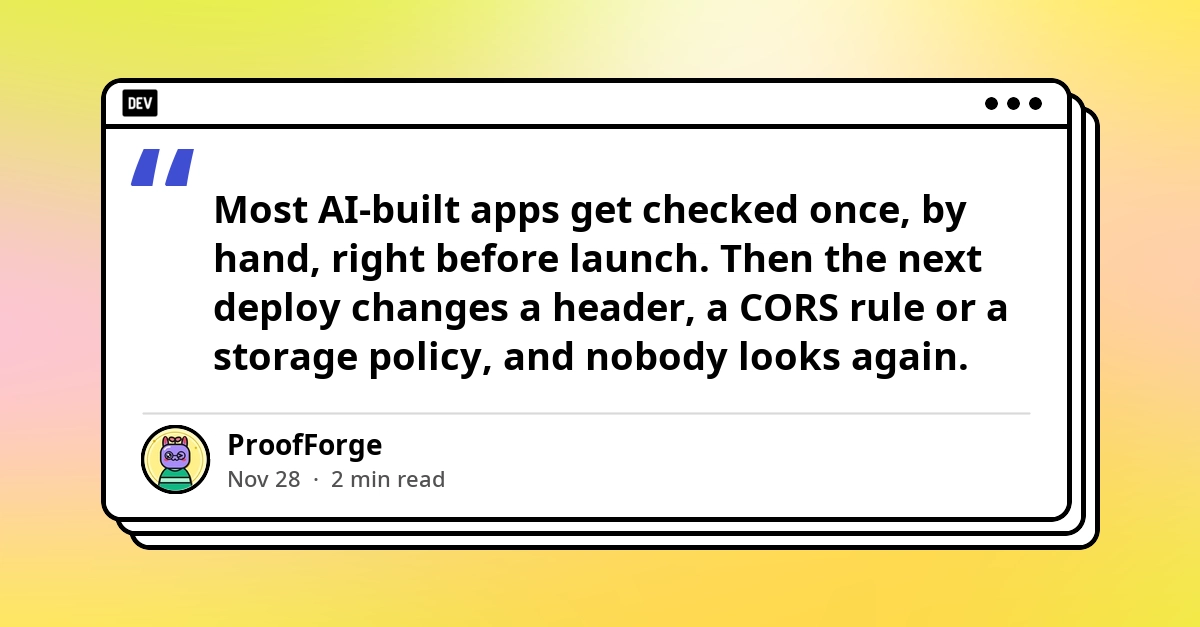 DEV
“
Most AI-built apps get checked once, by
hand, right before launch. Then the next
deploy changes a header, a CORS rule or a
storage policy, and nobody looks again.
ProofForge
Nov 28 · 2 min read